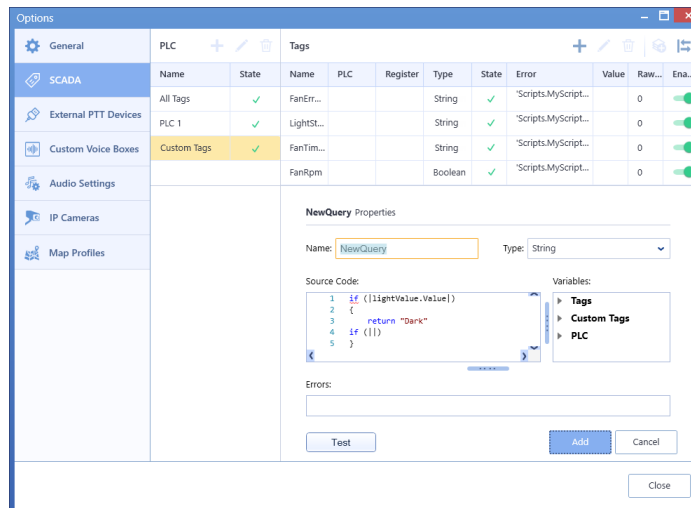 Options
General
SCADA
External PTT Devices
Custom Voice Boxes
Audio Settings
IP Cameras
Map Profiles
PLC
Name State
All Tags
PLC 1
Custom Tags
Tags
Name PLC Register Type State Error Value Raw... Ena...
FanErr... String 'Scripts.MyScript... 0
LightSt... String 'Scripts.MyScript... 0
FanTim... String 'Scripts.MyScript... 0
FanRpm Boolean 'Scripts.MyScript... 0
NewQuery Properties
Name: NewQuery Type: String
Source Code: Variables:
1 if (|lightValue.Value|)
2 {
3 return "Dark"
4 if (||)
5 }
Tags
Custom Tags
PLC
Errors:
Test Add Cancel
Close